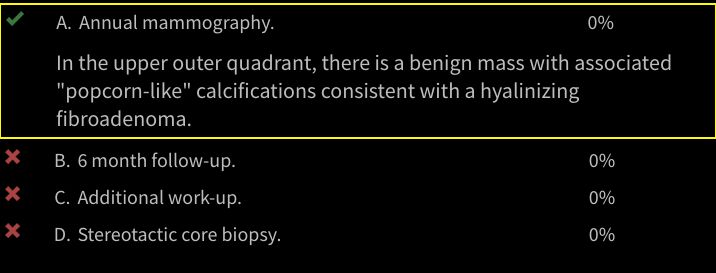 A. Annual mammography. 0%
In the upper outer quadrant, there is a benign mass with associated
"popcorn-like" calcifications consistent with a hyalinizing
fibroadenoma.
B. 6 month follow-up. 0%
C. Additional work-up. 0%
D. Stereotactic core biopsy. 0%